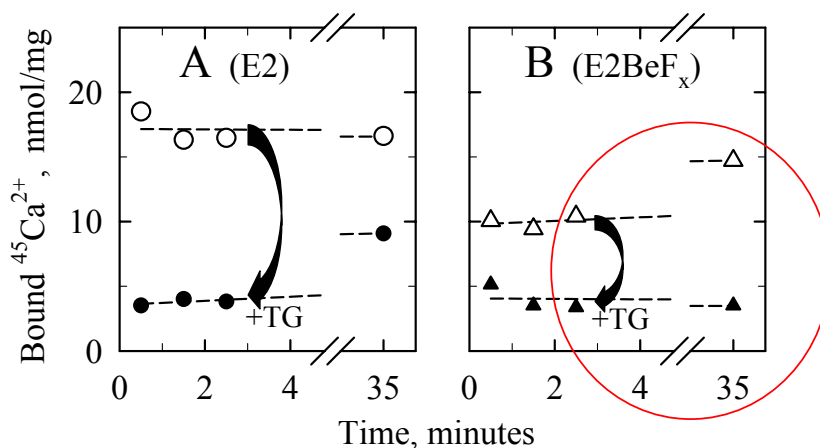 A (E2)
B (E2BeFₓ)
Bound ⁴⁵Ca²⁺, nmol/mg
20
10
0
+TG
+TG
0 2 4 35
0 2 4 35
Time, minutes